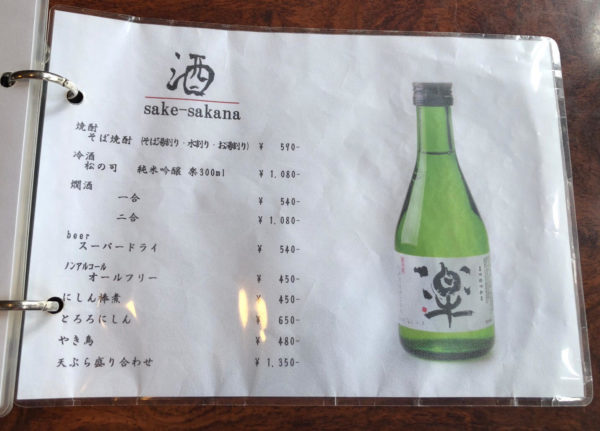 酒
sake-sakana
焼酎
そば焼酎 (そば湯割り・水割り・お湯割り) ¥ 590-
冷酒
松の司 純米吟醸 楽300ml ¥ 1,080-
燗酒
一合 ¥ 540-
二合 ¥ 1,080-
beer
スーパードライ ¥ 540-
ノンアルコール
オールフリー ¥ 450-
にしん棒煮 ¥ 450-
とろろにしん ¥ 650-
やき鳥 ¥ 480-
天ぷら盛り合わせ ¥ 1,350-
楽